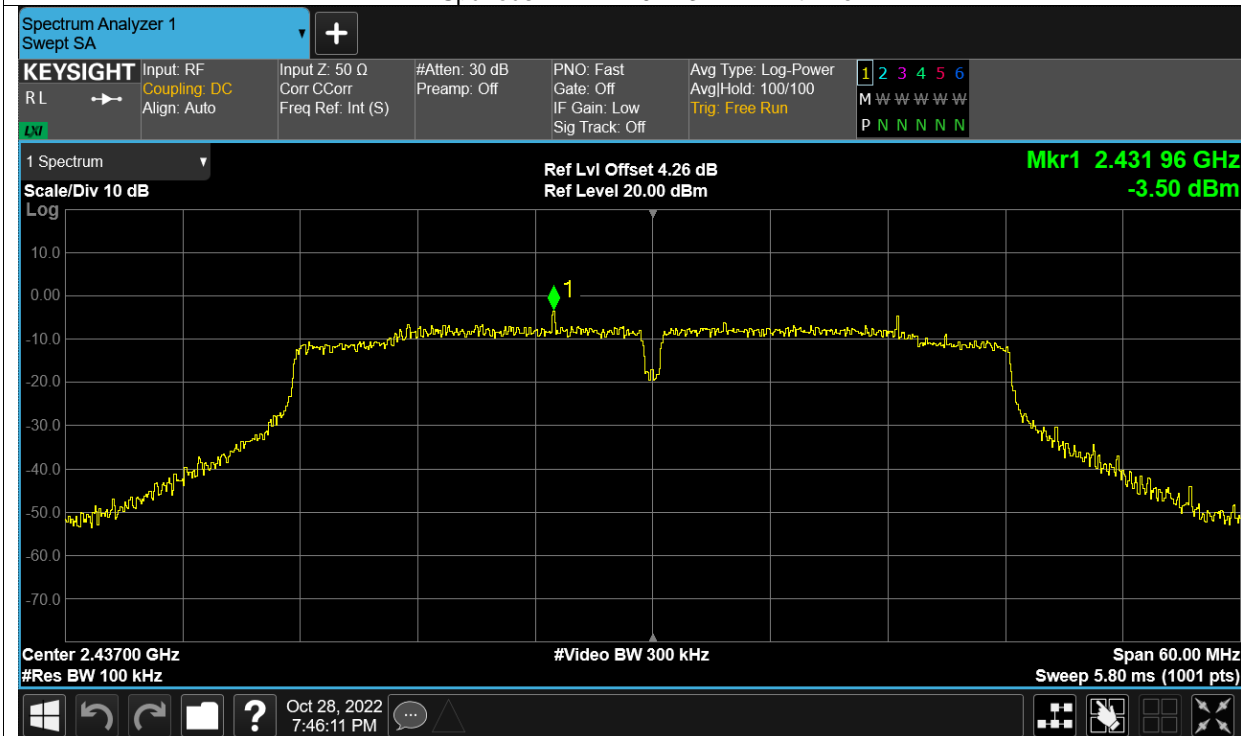 Spectrum Analyzer 1
Swept SA
KEYSIGHT
R L
LXI
Input: RF
Coupling: DC
Align: Auto
Input Z: 50 Ω
Corr CCorr
Freq Ref: Int (S)
#Atten: 30 dB
Preamp: Off
PNO: Fast
Gate: Off
IF Gain: Low
Sig Track: Off
Avg Type: Log-Power
Avg|Hold: 100/100
Trig: Free Run
1 2 3 4 5 6
M W W W W W
P N N N N N
1 Spectrum
Scale/Div 10 dB
Log
Ref Lvl Offset 4.26 dB
Ref Level 20.00 dBm
Mkr1 2.431 96 GHz
-3.50 dBm
10.0
0.00
-10.0
-20.0
-30.0
-40.0
-50.0
-60.0
-70.0
1
Center 2.43700 GHz
#Res BW 100 kHz
#Video BW 300 kHz
Span 60.00 MHz
Sweep 5.80 ms (1001 pts)
?
Oct 28, 2022
7:46:11 PM